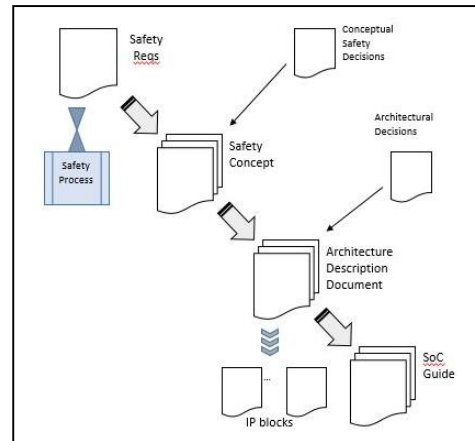 Safety
Reqs
Conceptual
Safety
Decisions
Safety
Process
Safety
Concept
Architectural
Decisions
Architecture
Description
Document
...
IP blocks
SoC
Guide